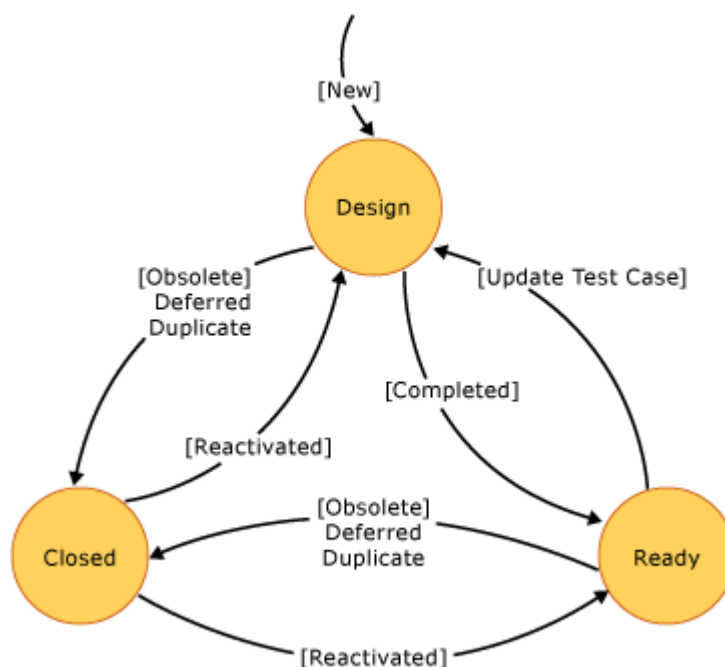 [New]
Design
[Obsolete]
Deferred
Duplicate
[Update Test Case]
[Completed]
[Reactivated]
[Obsolete]
Deferred
Duplicate
Closed
Ready
[Reactivated]